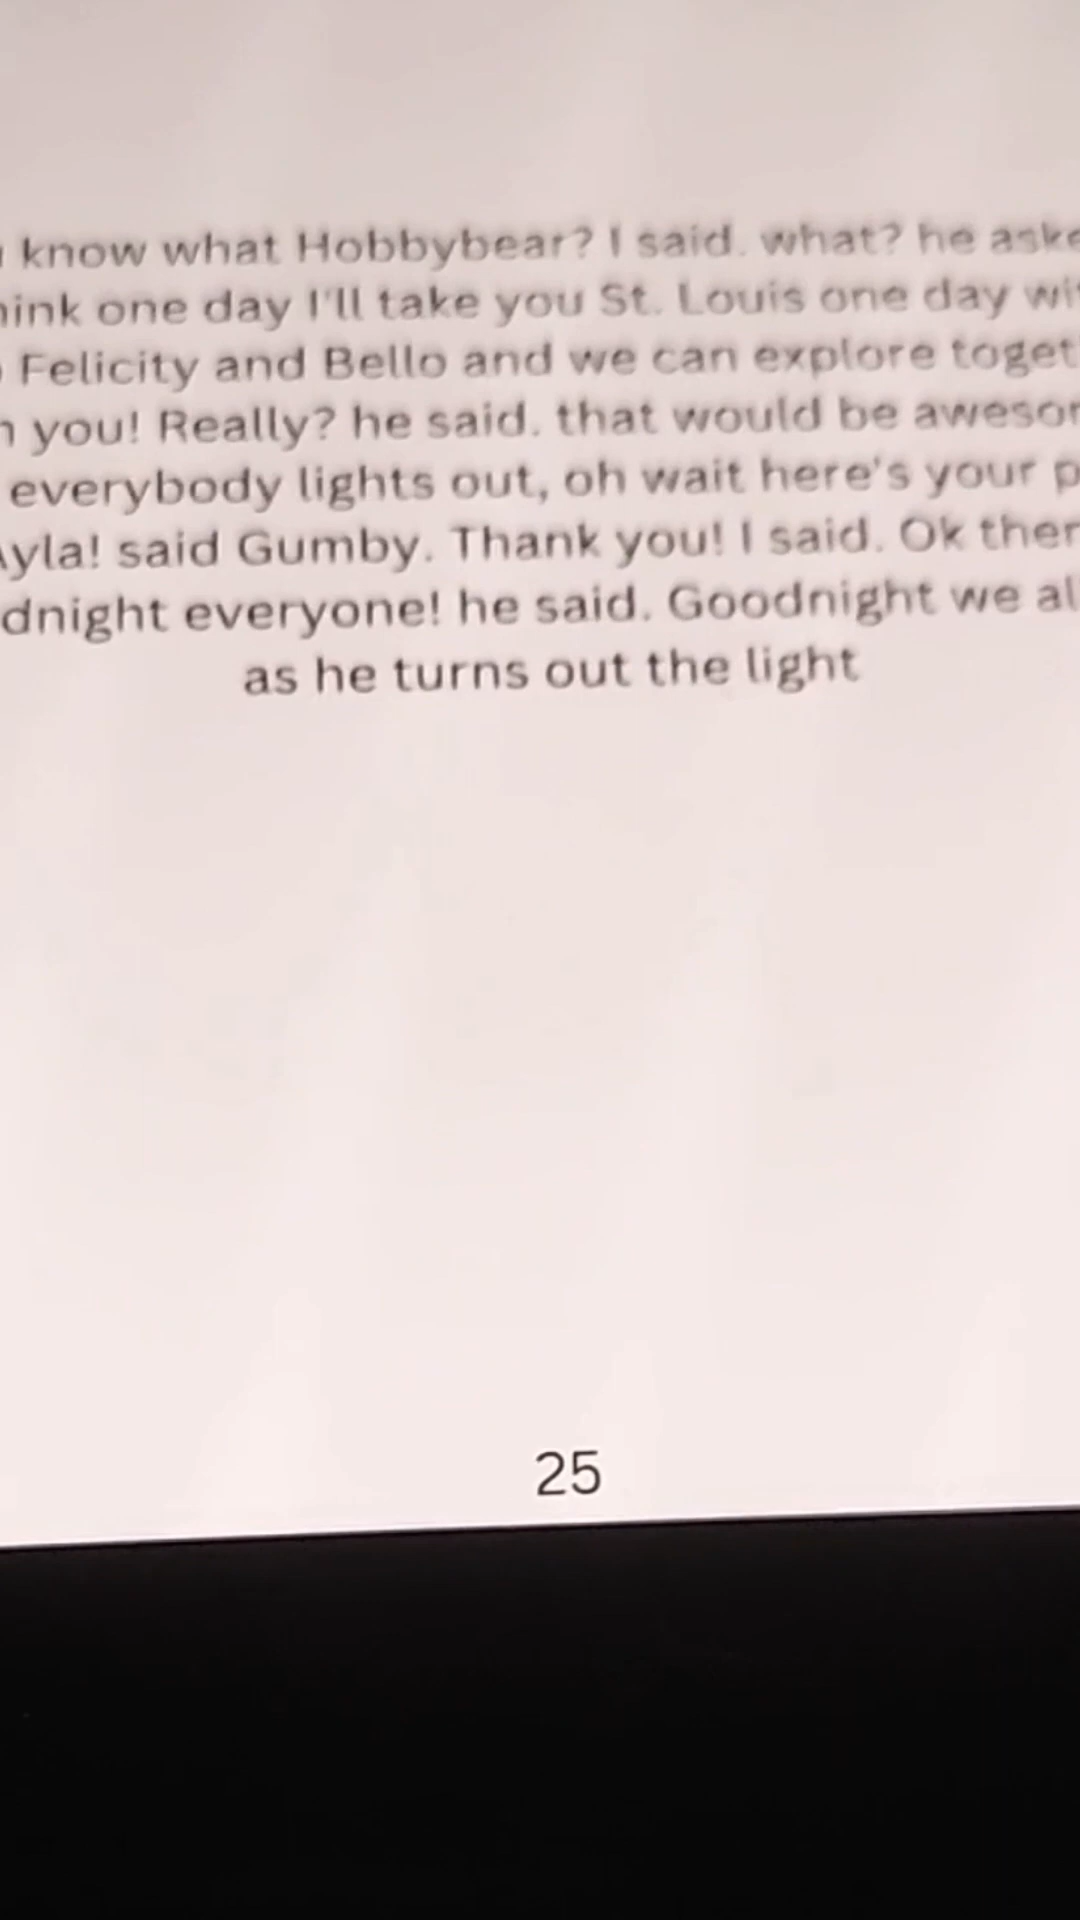 know what Hobbybear? I said. what? he aske
ink one day I'll take you St. Louis one day wit
Felicity and Bello and we can explore toget
you! Really? he said. that would be awesor
everybody lights out, oh wait here's your p
yla! said Gumby. Thank you! I said. Ok then
dnight everyone! he said. Goodnight we al
as he turns out the light
25